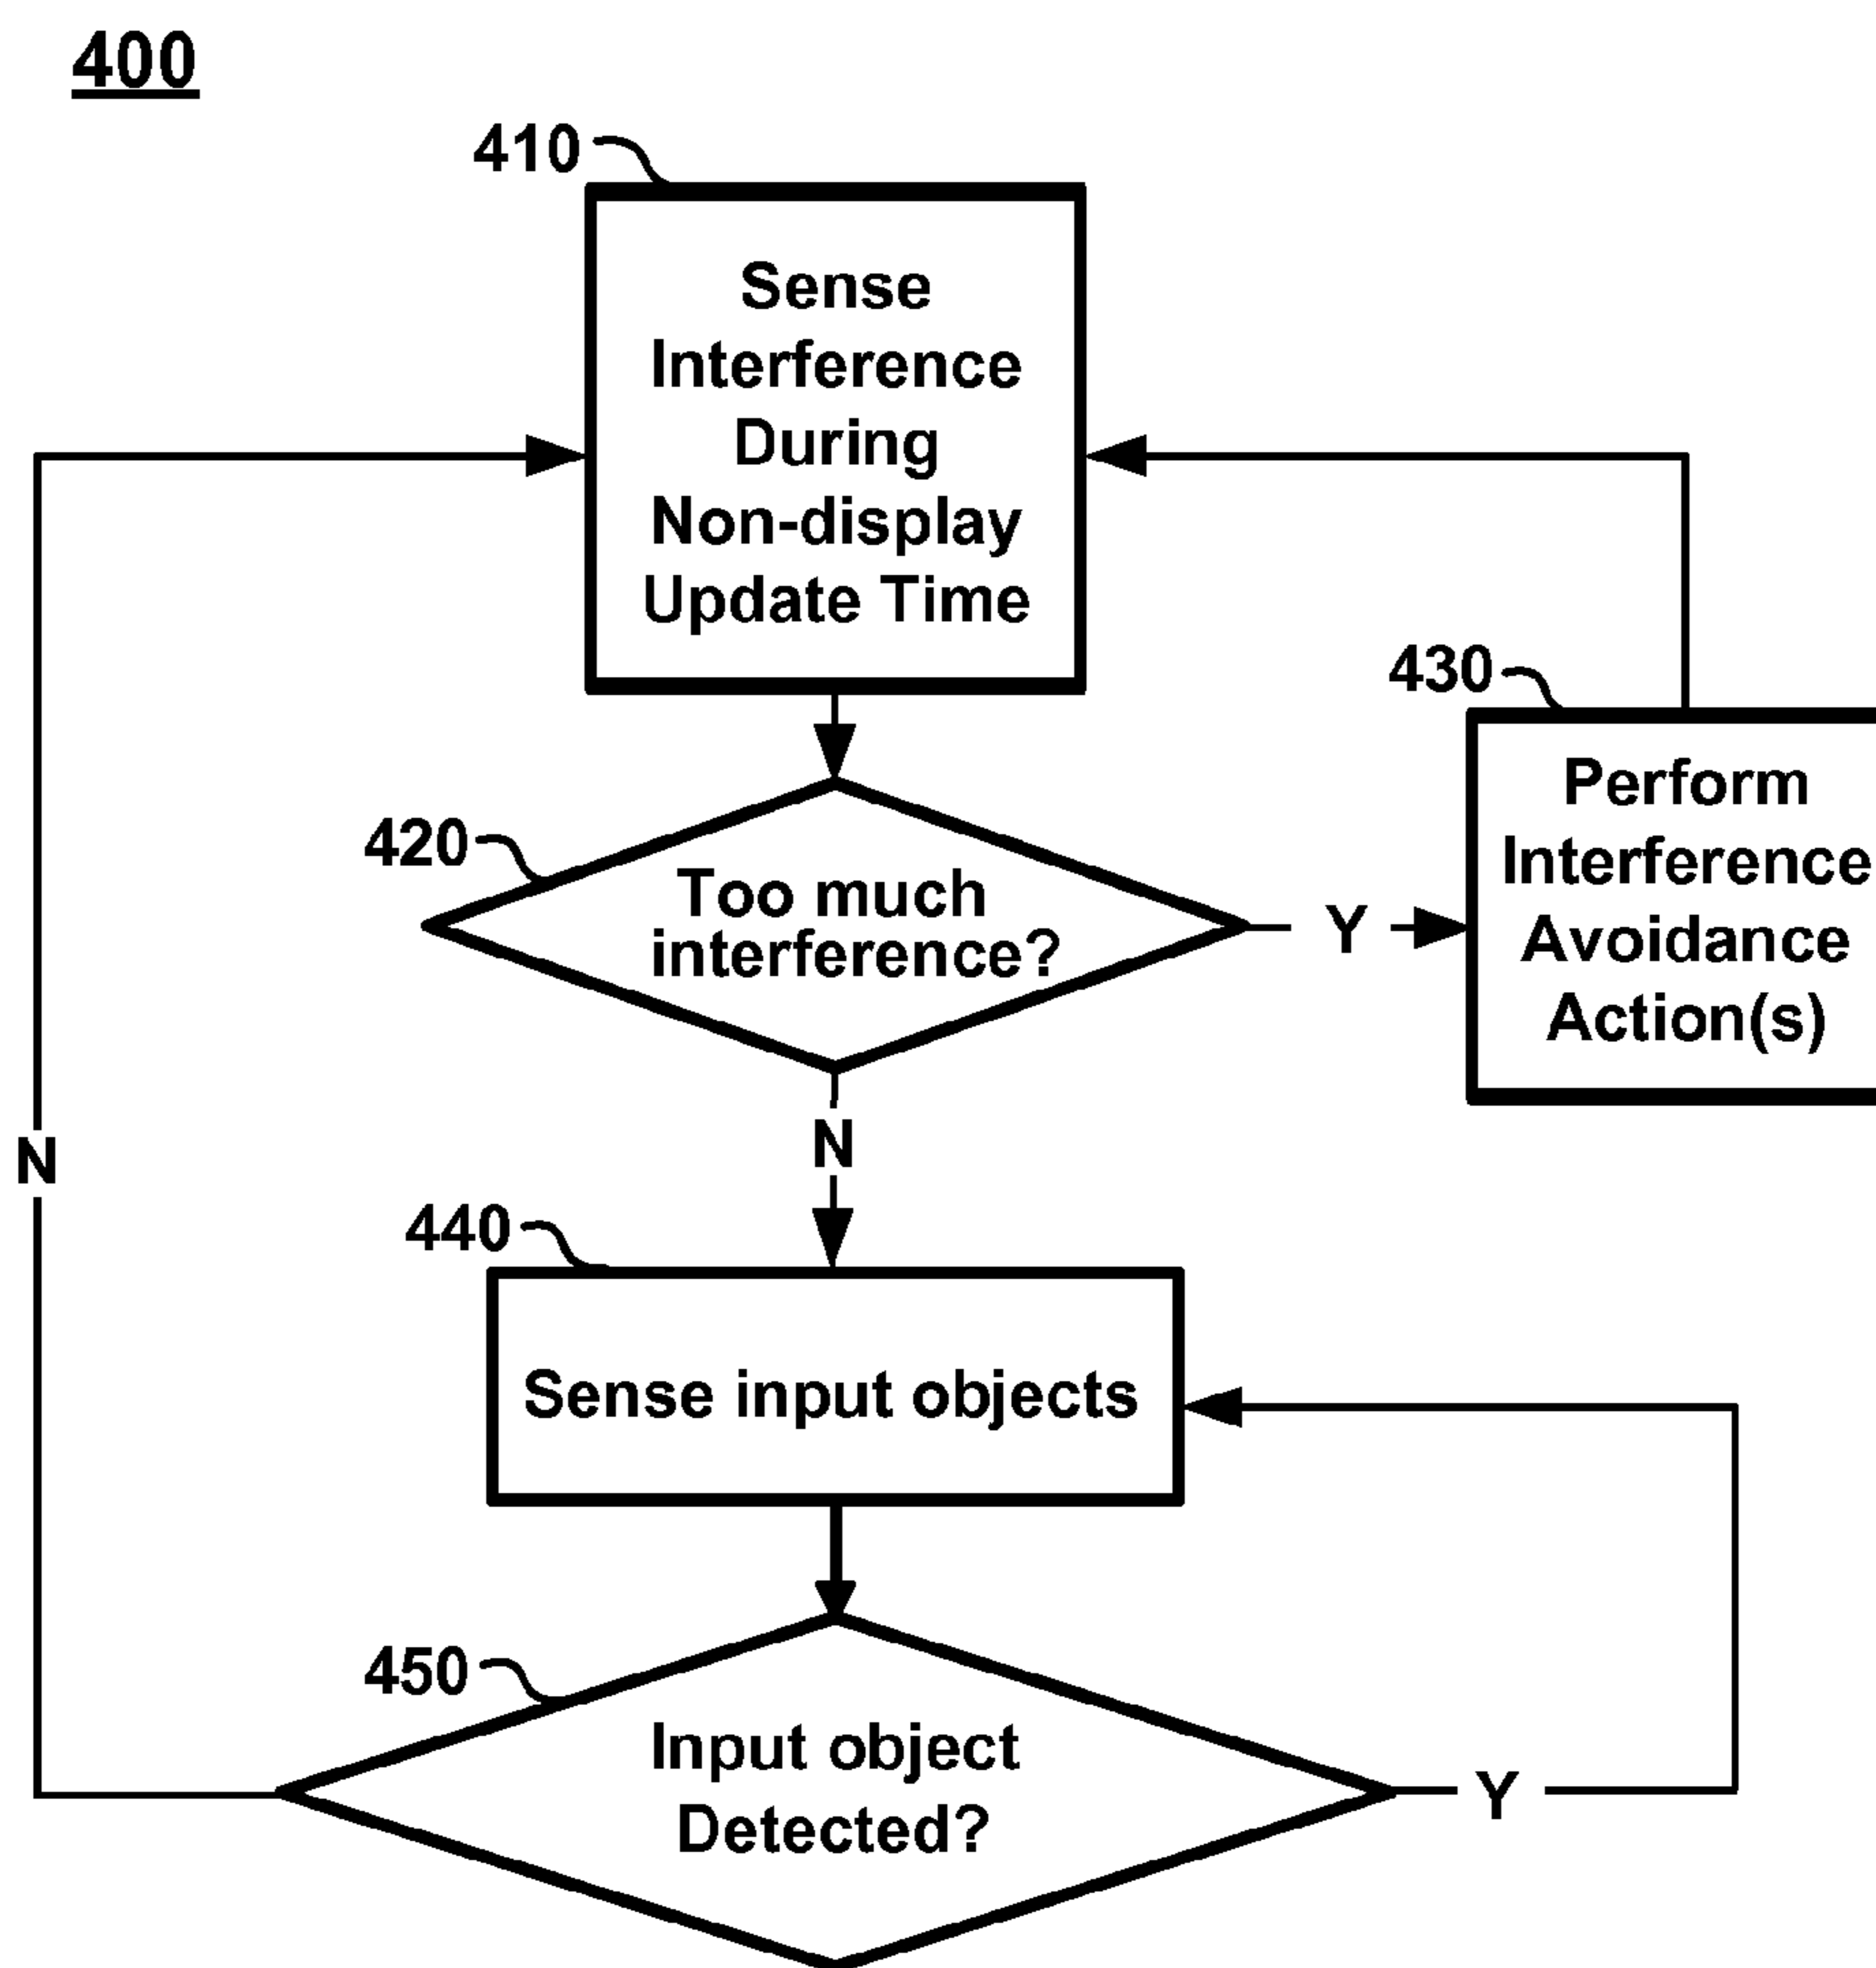 400
410
Sense
Interference
During
Non-display
Update Time
430
Perform
Interference
Avoidance
Action(s)
420
Too much
interference?
Y
N
N
440
Sense input objects
450
Input object
Detected?
Y